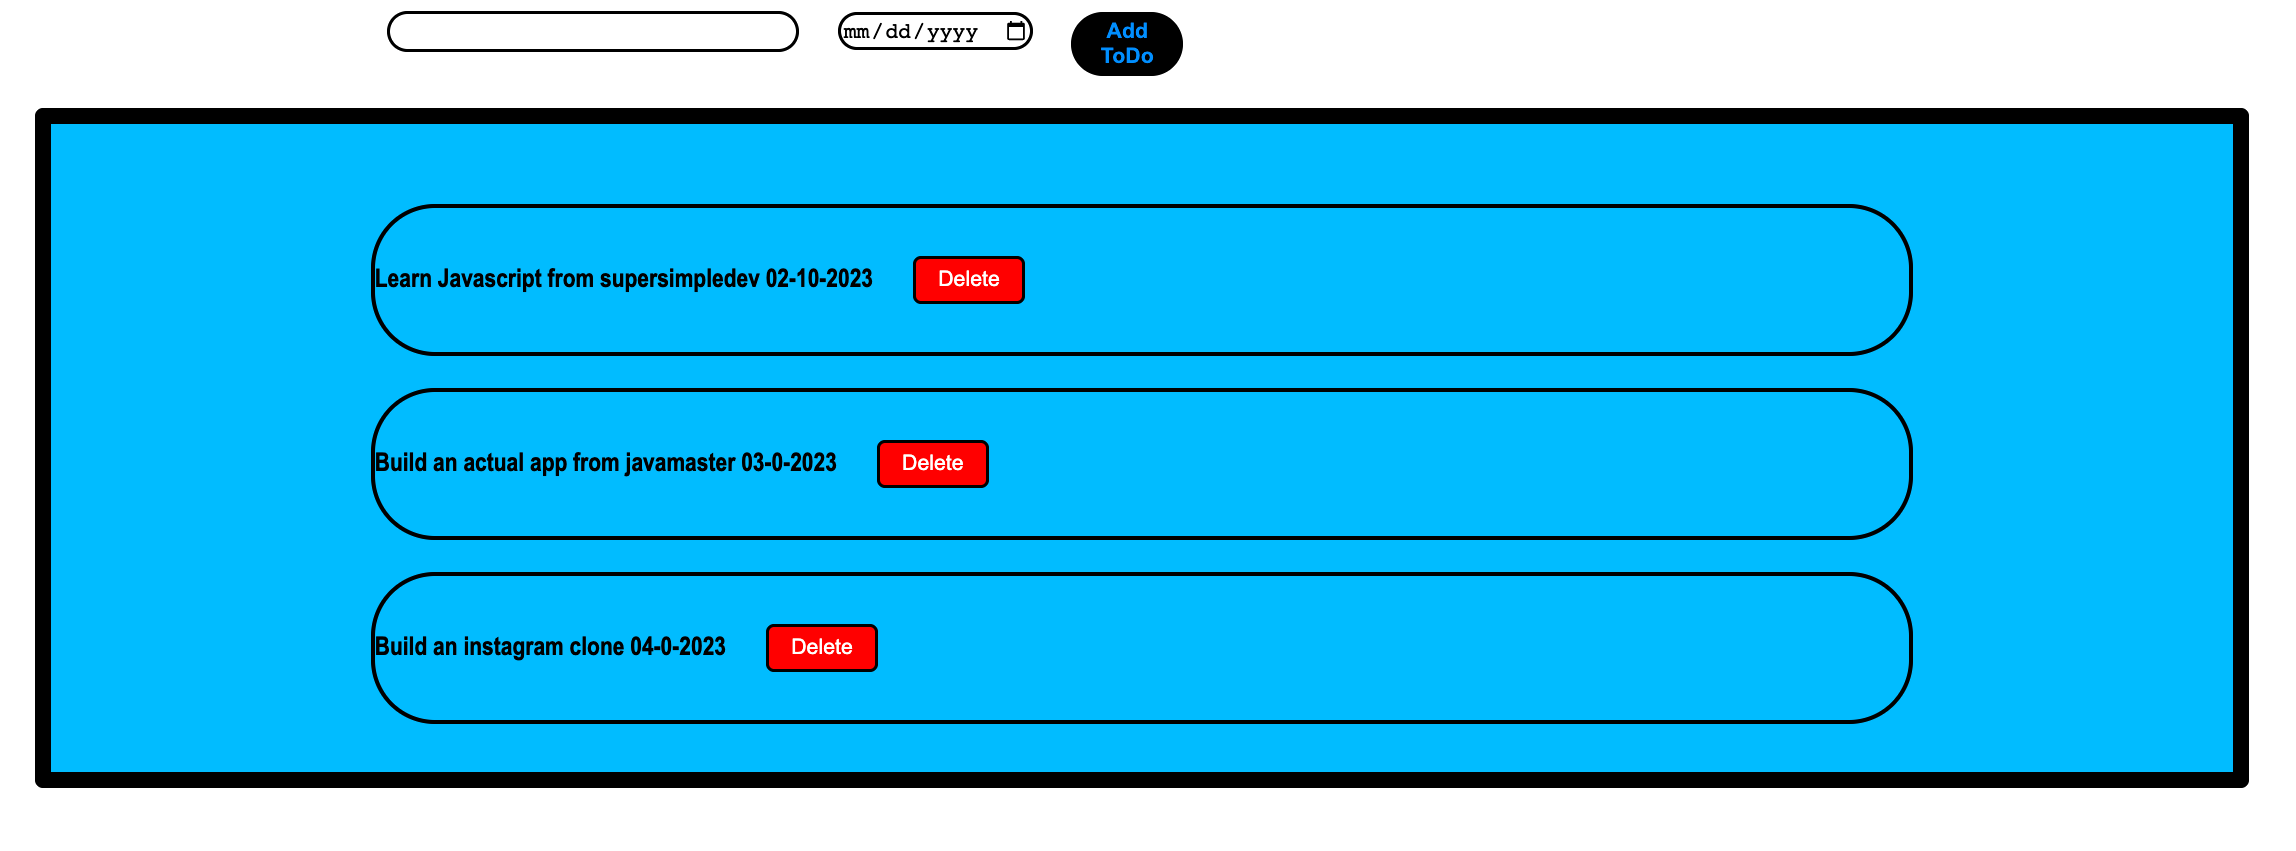 mm/dd/yyyy
Add
ToDo
Learn Javascript from supersimpledev 02-10-2023 Delete
Build an actual app from javamaster 03-0-2023 Delete
Build an instagram clone 04-0-2023 Delete